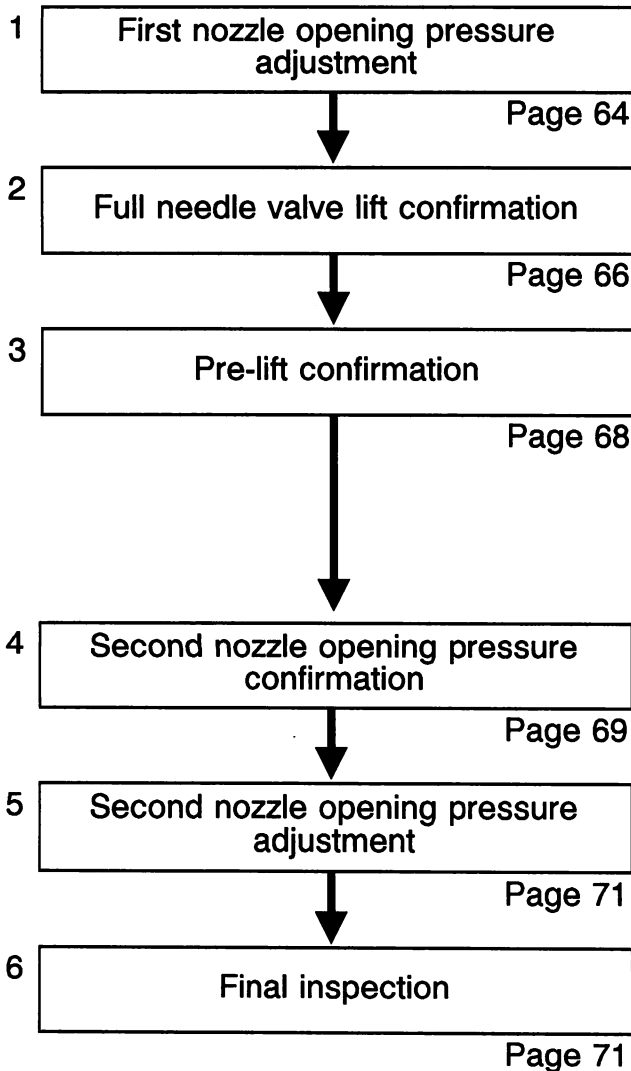 1
First nozzle opening pressure
adjustment
Page 64
2
Full needle valve lift confirmation
Page 66
3
Pre-lift confirmation
Page 68
4
Second nozzle opening pressure
confirmation
Page 69
5
Second nozzle opening pressure
adjustment
Page 71
6
Final inspection
Page 71